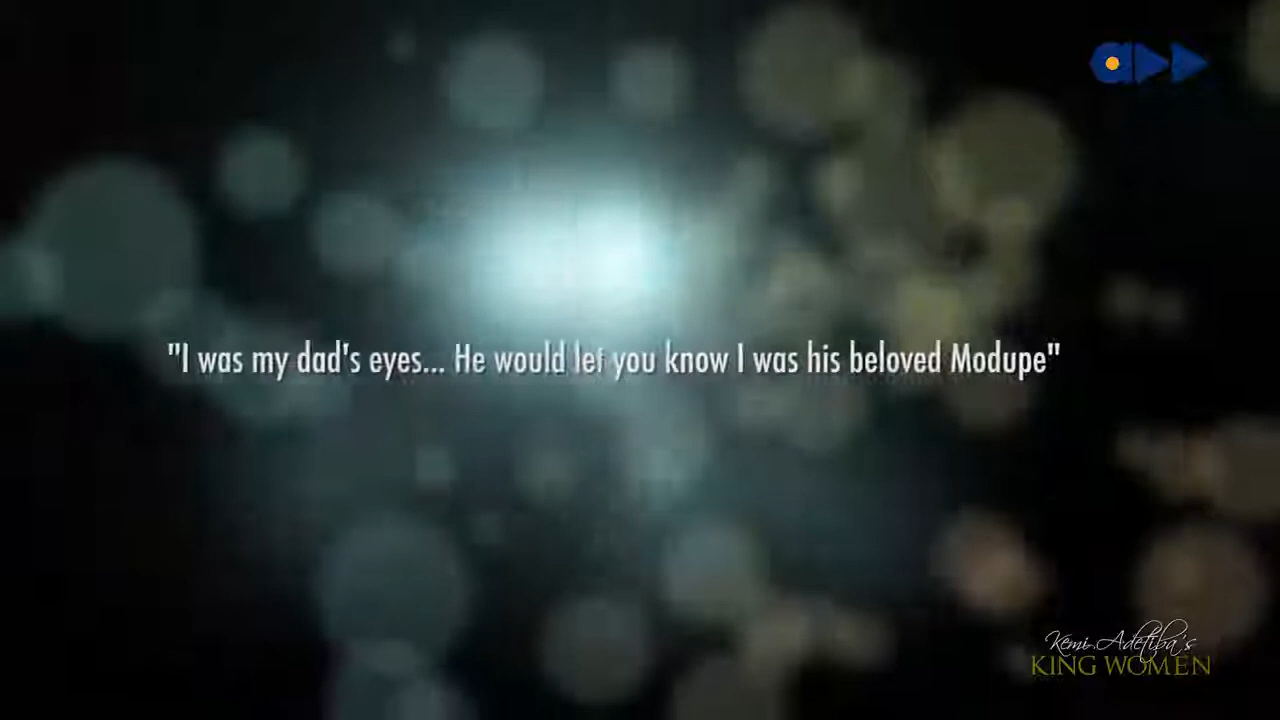 "I was my dad's eyes... He would let you know I was his beloved Modupe"
Kemi Adetiba's
KING WOMEN